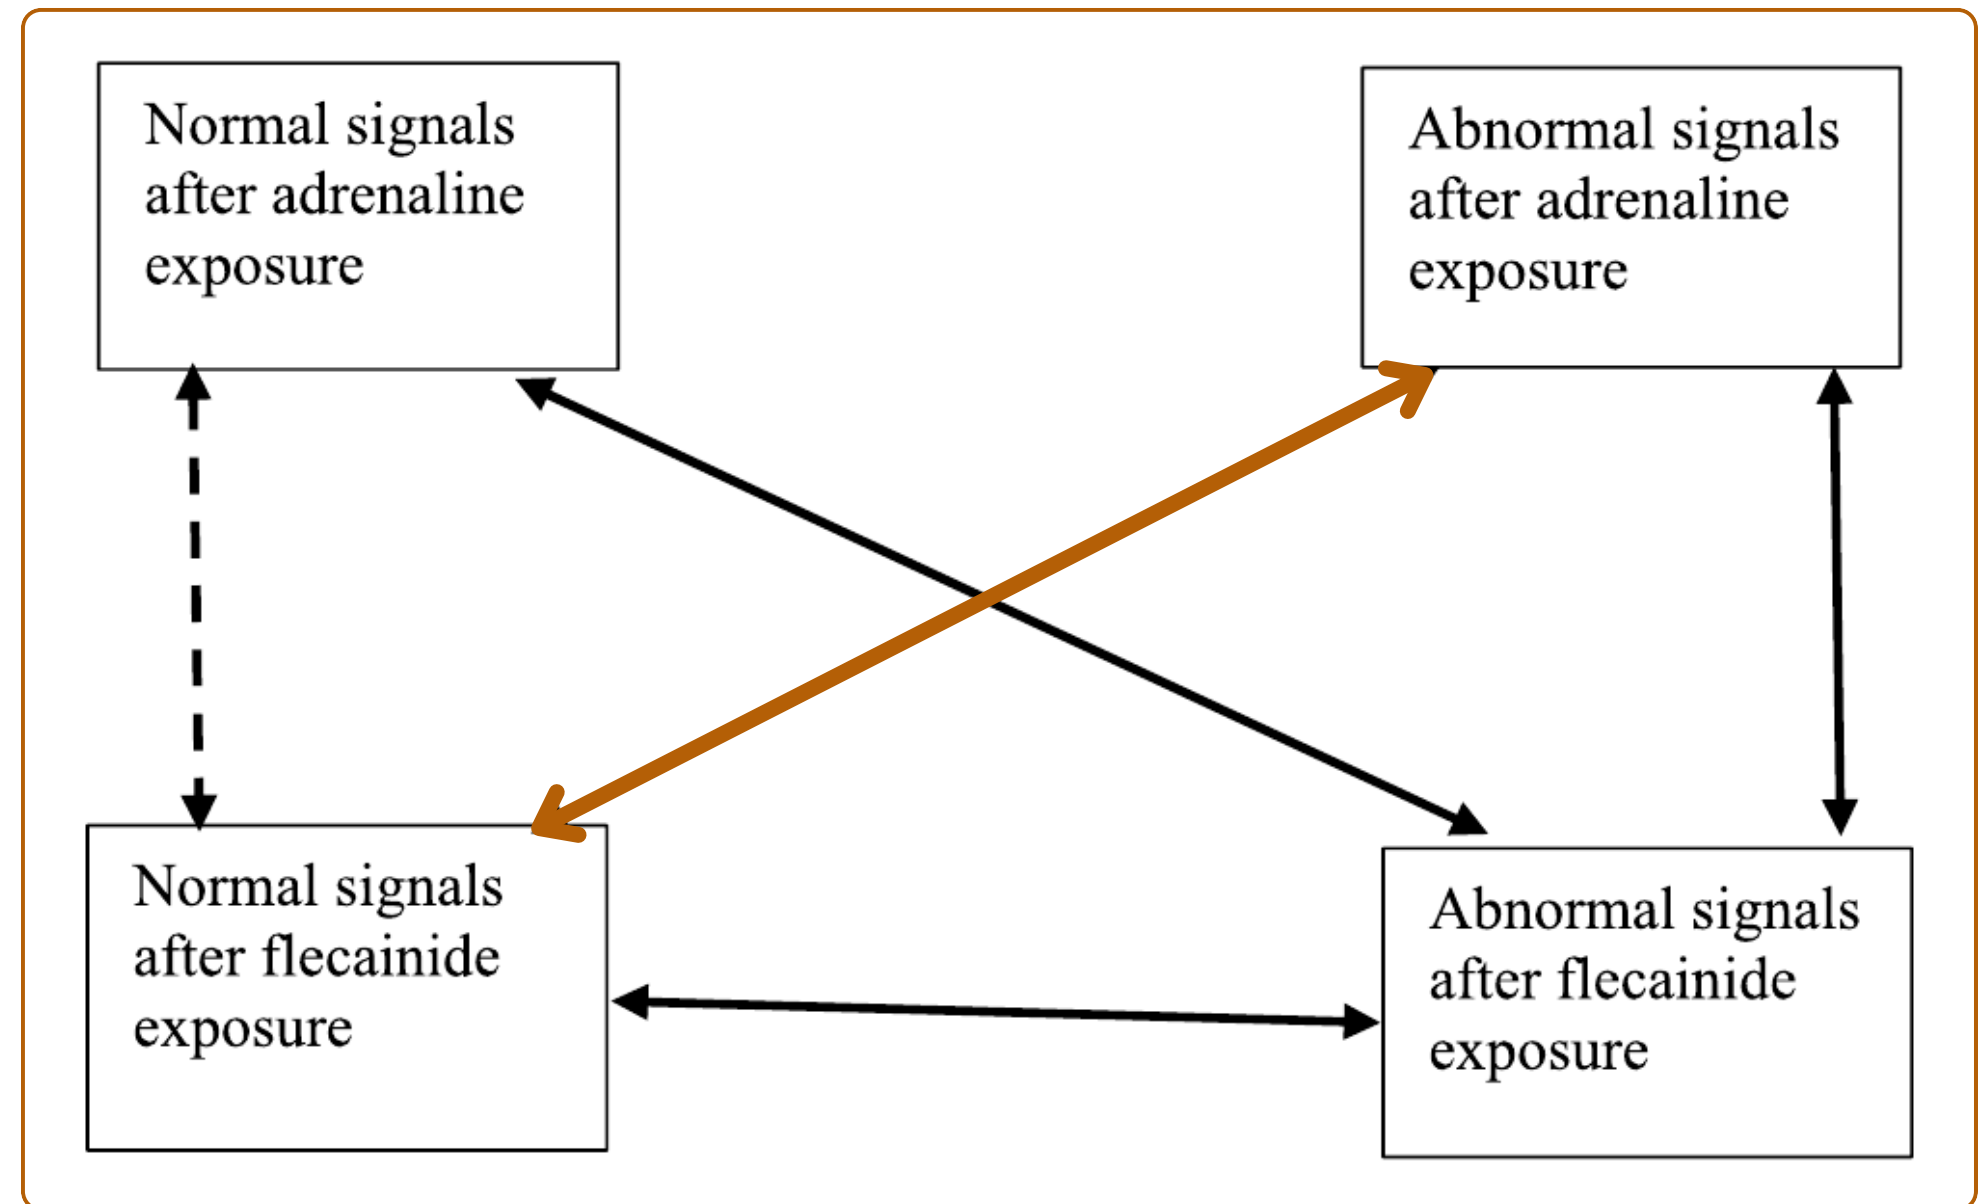 Normal signals
after adrenaline
exposure
Abnormal signals
after adrenaline
exposure
Normal signals
after flecainide
exposure
Abnormal signals
after flecainide
exposure